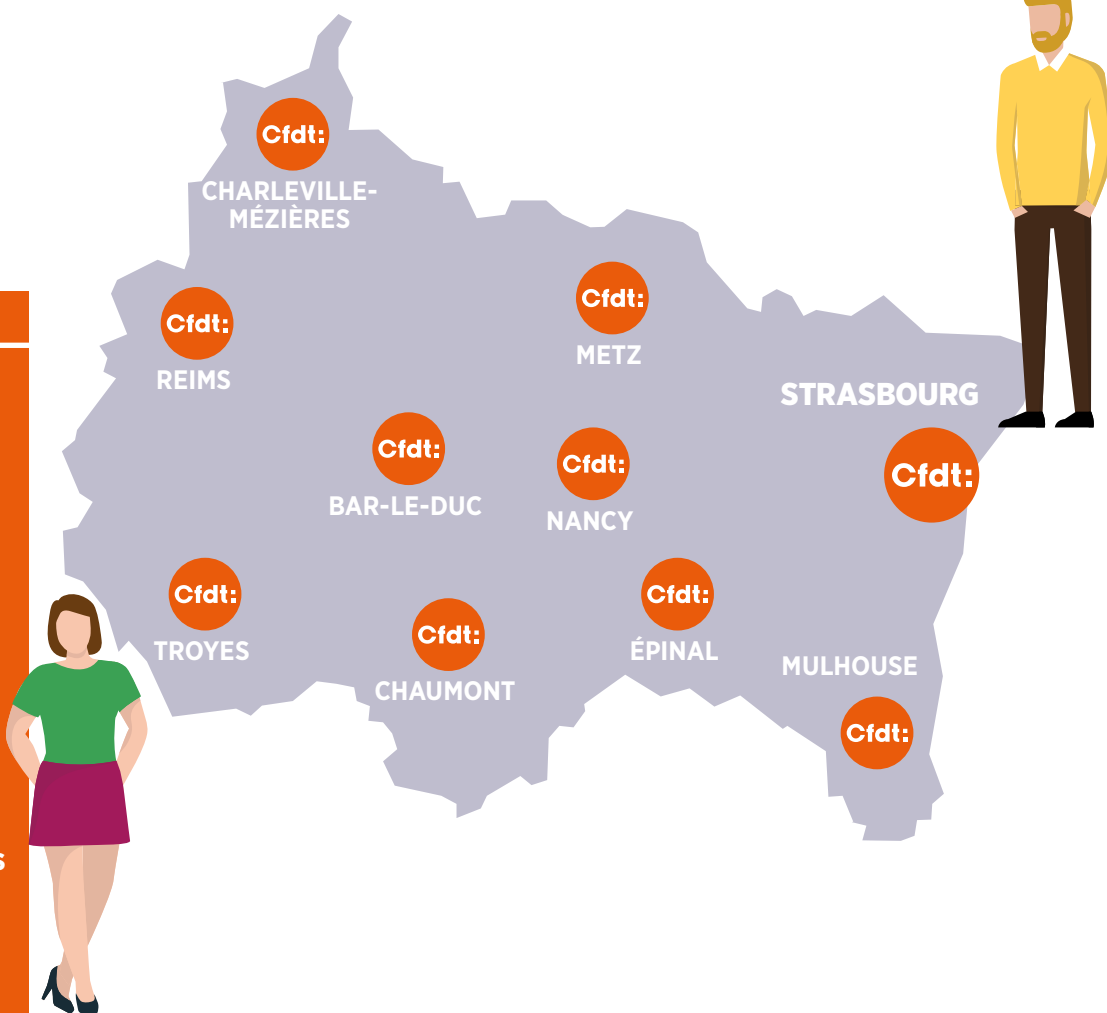 Cfdt:
CHARLEVILLE-
MÉZIÈRES
Cfdt:
REIMS
Cfdt:
METZ
STRASBOURG
Cfdt:
Cfdt:
BAR-LE-DUC
Cfdt:
NANCY
Cfdt:
TROYES
Cfdt:
CHAUMONT
Cfdt:
ÉPINAL
MULHOUSE
Cfdt:
S